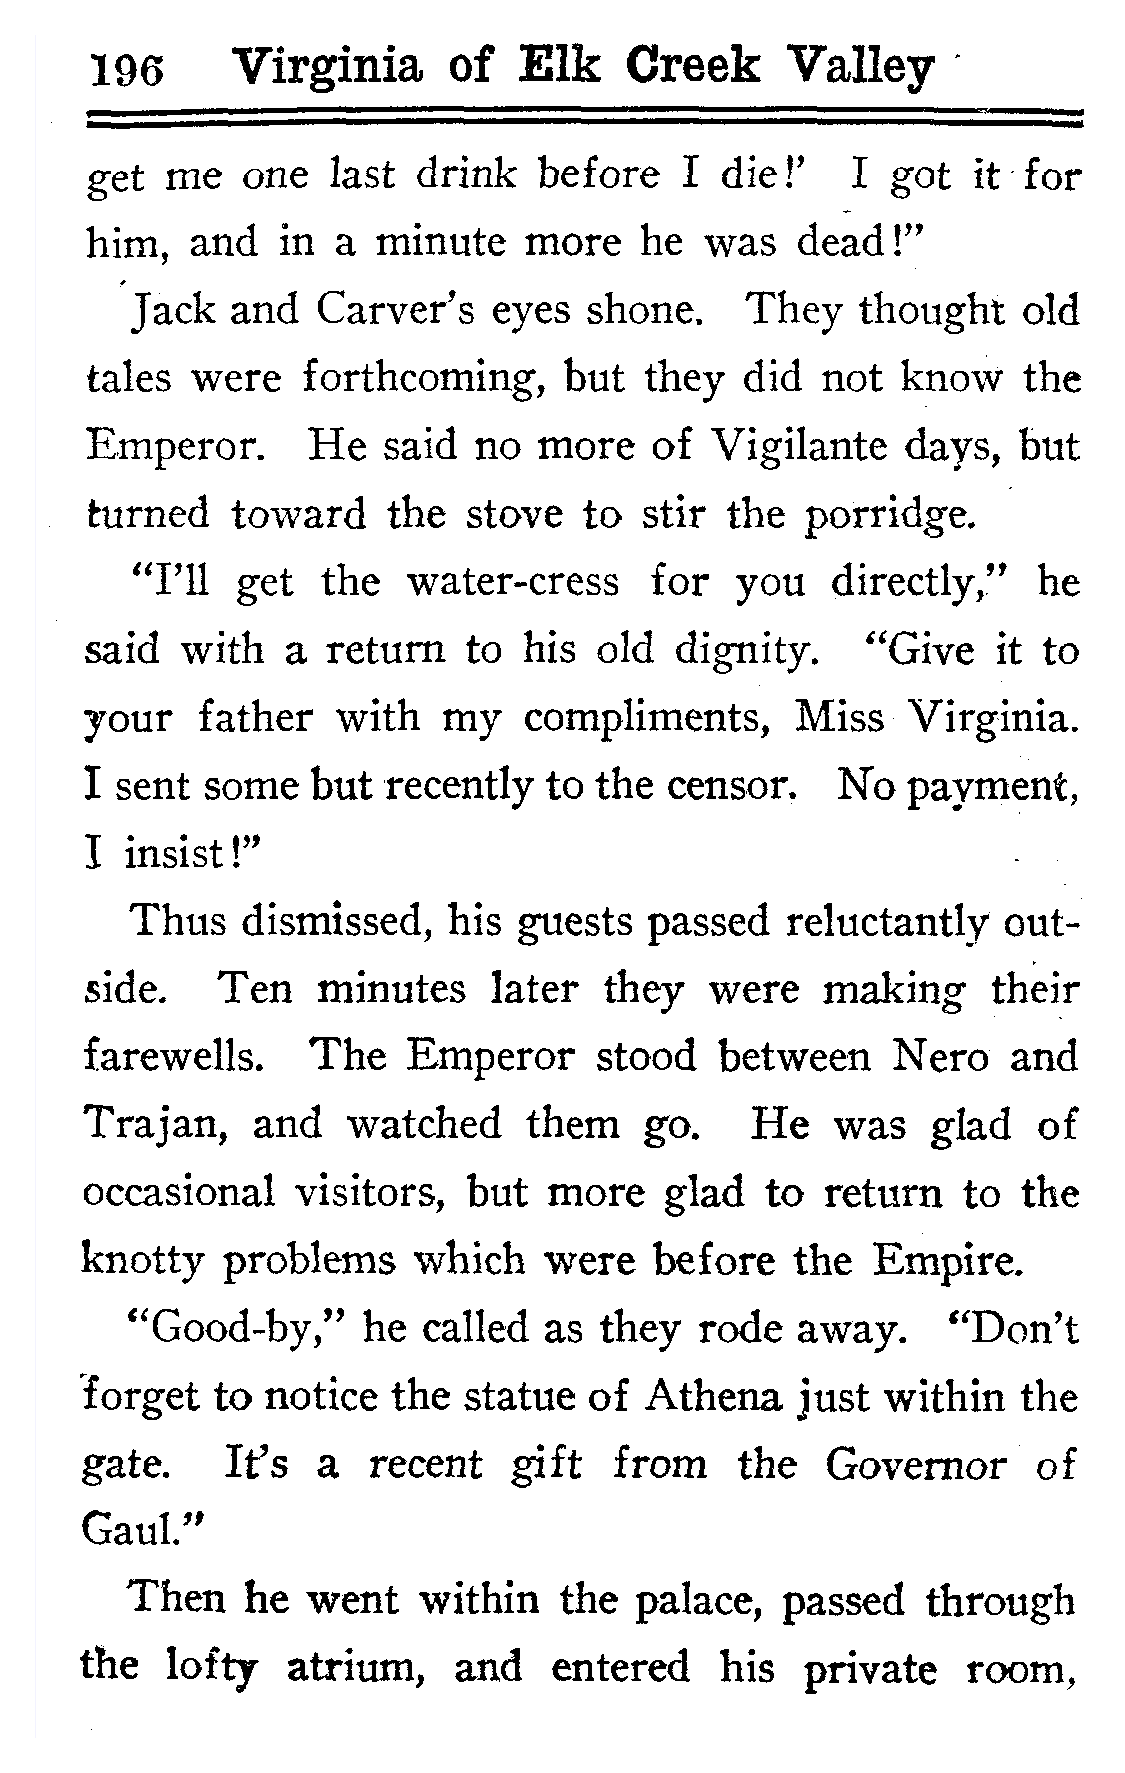 196 Virginia of Elk Creek Valley
get me one last drink before I die!' I got it for
him, and in a minute more he was dead!"
Jack and Carver's eyes shone. They thought old
tales were forthcoming, but they did not know the
Emperor. He said no more of Vigilante days, but
turned toward the stove to stir the porridge.
"I'll get the water-cress for you directly," he
said with a return to his old dignity. "Give it to
your father with my compliments, Miss Virginia.
I sent some but recently to the censor. No payment,
I insist!"
Thus dismissed, his guests passed reluctantly out-
side. Ten minutes later they were making their
farewells. The Emperor stood between Nero and
Trajan, and watched them go. He was glad of
occasional visitors, but more glad to return to the
knotty problems which were before the Empire.
"Good-by," he called as they rode away. "Don't
forget to notice the statue of Athena just within the
gate. It's a recent gift from the Governor of
Gaul."
Then he went within the palace, passed through
the lofty atrium, and entered his private room,